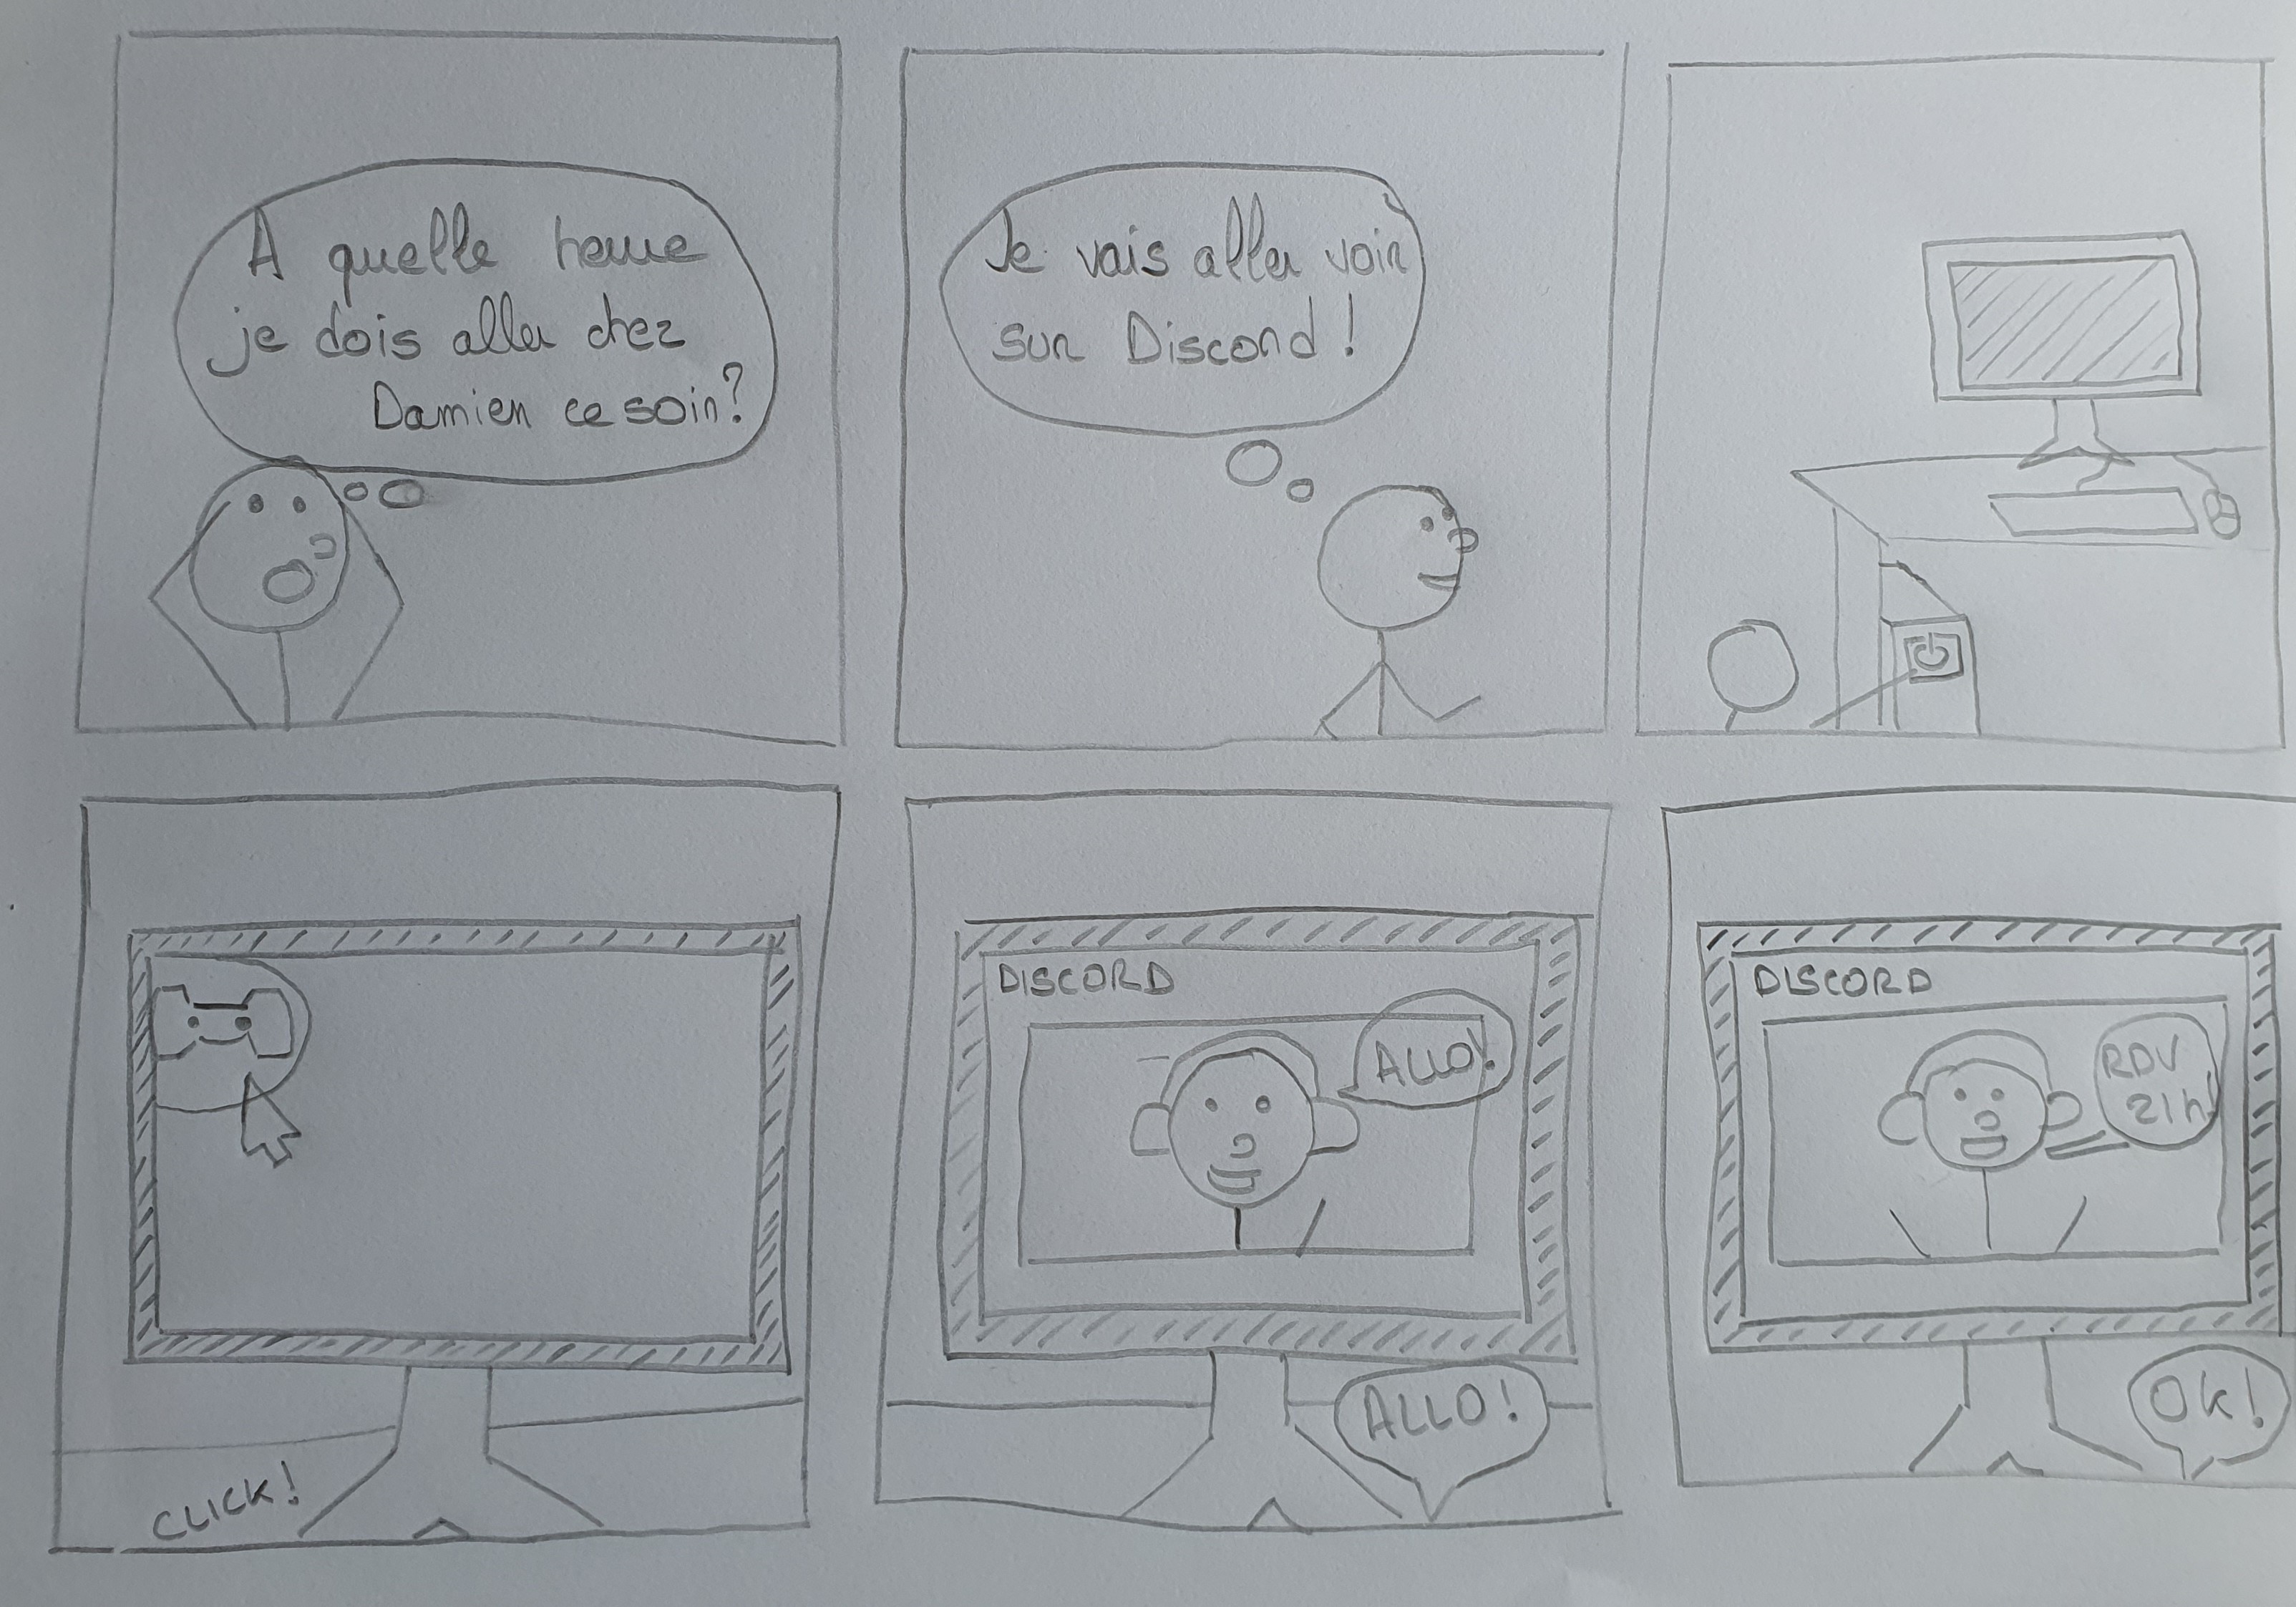 A quelle heure
je dois aller chez
Damien ce soir?
Je vais aller voir
sur Discord!
CLICK!
DISCORD
ALLO!
ALLO!
DISCORD
RDV
21h!
OK!